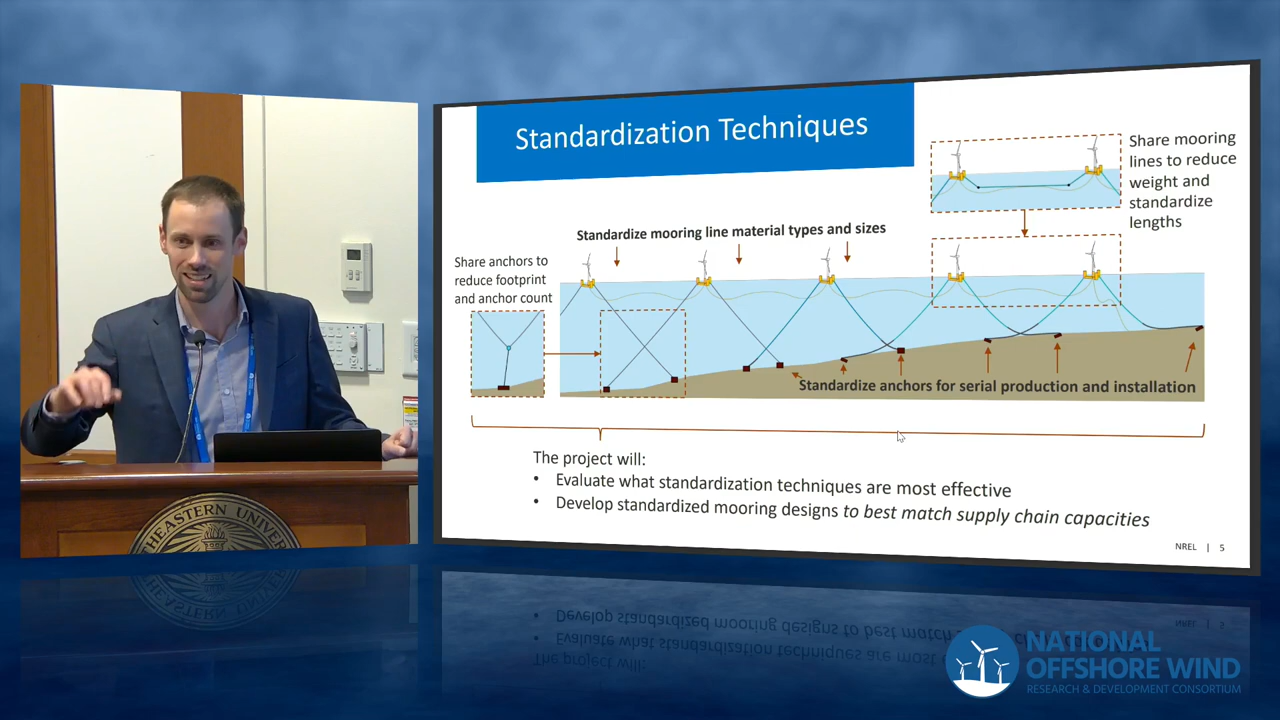 Standardization Techniques
Share mooring
lines to reduce
weight and
standardize
lengths
Standardize mooring line material types and sizes
Share anchors to
reduce footprint
and anchor count
Standardize anchors for serial production and installation
The project will:
• Evaluate what standardization techniques are most effective
• Develop standardized mooring designs to best match supply chain capacities
NREL | 5
HEASTERN UNIVER
NATIONAL
OFFSHORE WIND
RESEARCH & DEVELOPMENT CONSORTIUM